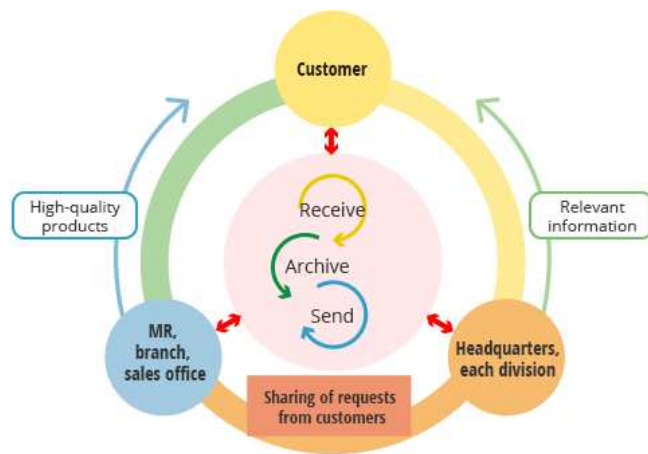 Customer
High-quality
products
Relevant
information
Receive
Archive
Send
MR,
branch,
sales office
Headquarters,
each division
Sharing of requests
from customers